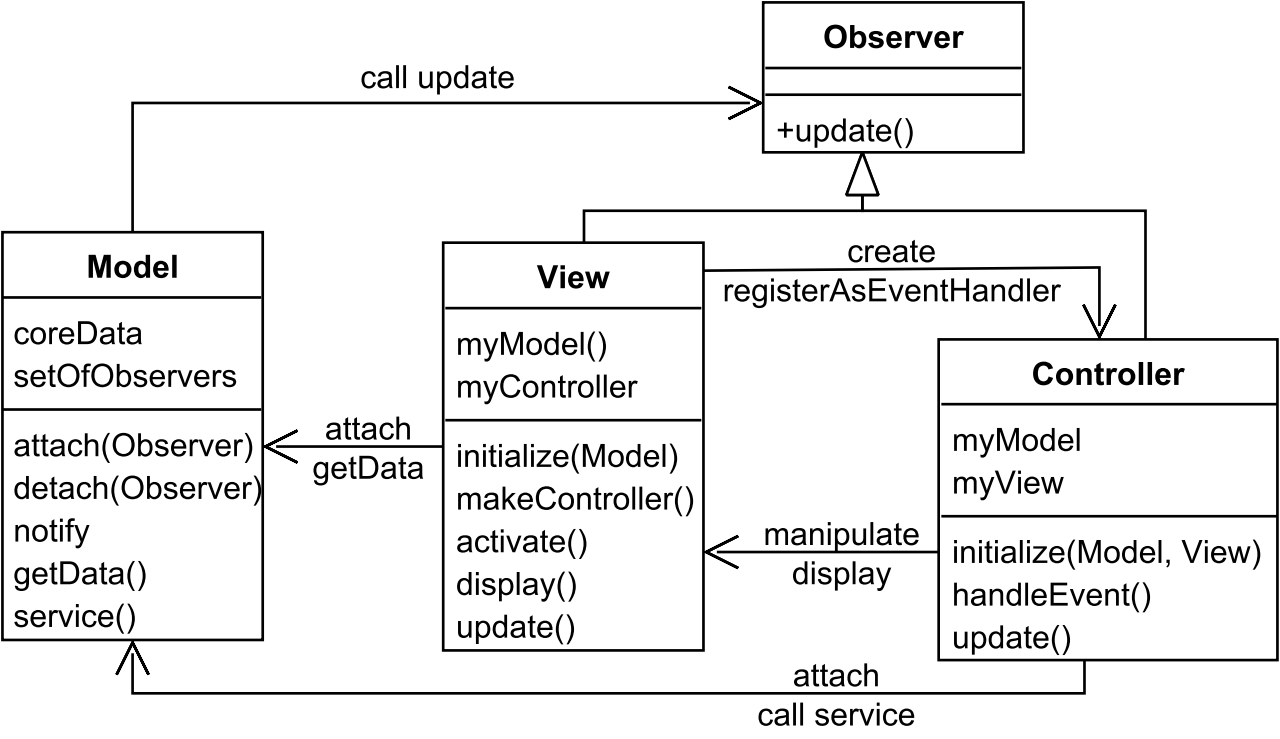 Observer
+update()
call update
Model
coreData
setOfObservers
attach(Observer)
detach(Observer)
notify
getData()
service()
attach
getData
View
myModel()
myController
initialize(Model)
makeController()
activate()
display()
update()
create
registerAsEventHandler
manipulate
display
Controller
myModel
myView
initialize(Model, View)
handleEvent()
update()
attach
call service